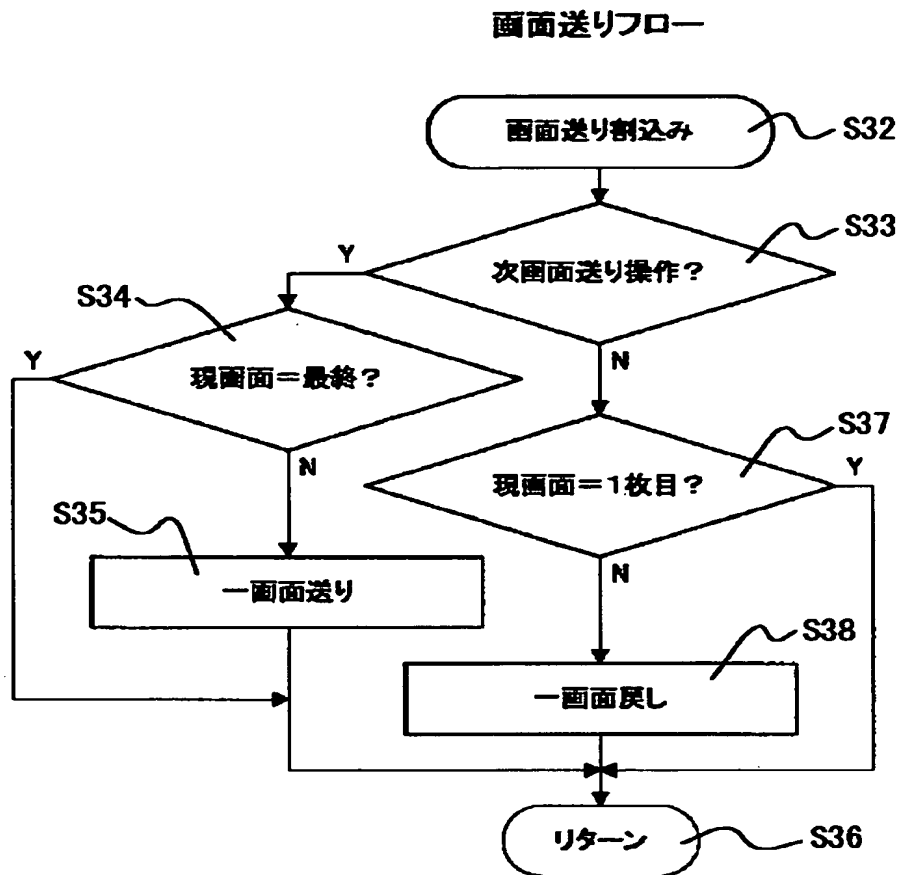 画面送りフロー
画面送り割込み
S32
S33
Y
次画面送り操作？
S34
Y
現画面＝最終？
N
S37
N
現画面＝1枚目？
Y
S35
一画面送り
N
S38
一画面戻し
リターン
S36